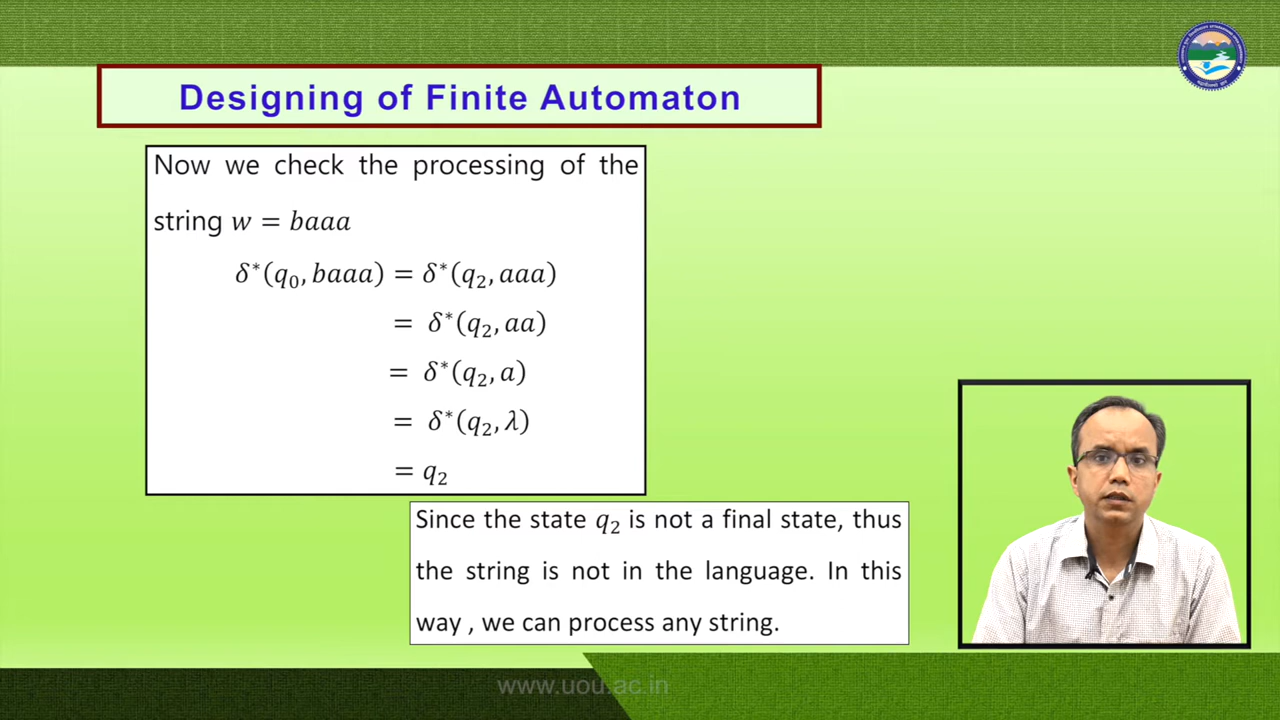 Designing of Finite Automaton
Now we check the processing of the
string w = baaa
δ*(q₀, baaa) = δ*(q₂, aaa)
= δ*(q₂, aa)
= δ*(q₂, a)
= δ*(q₂, λ)
= q₂
Since the state q₂ is not a final state, thus
the string is not in the language. In this
way , we can process any string.
www.uou.ac.in